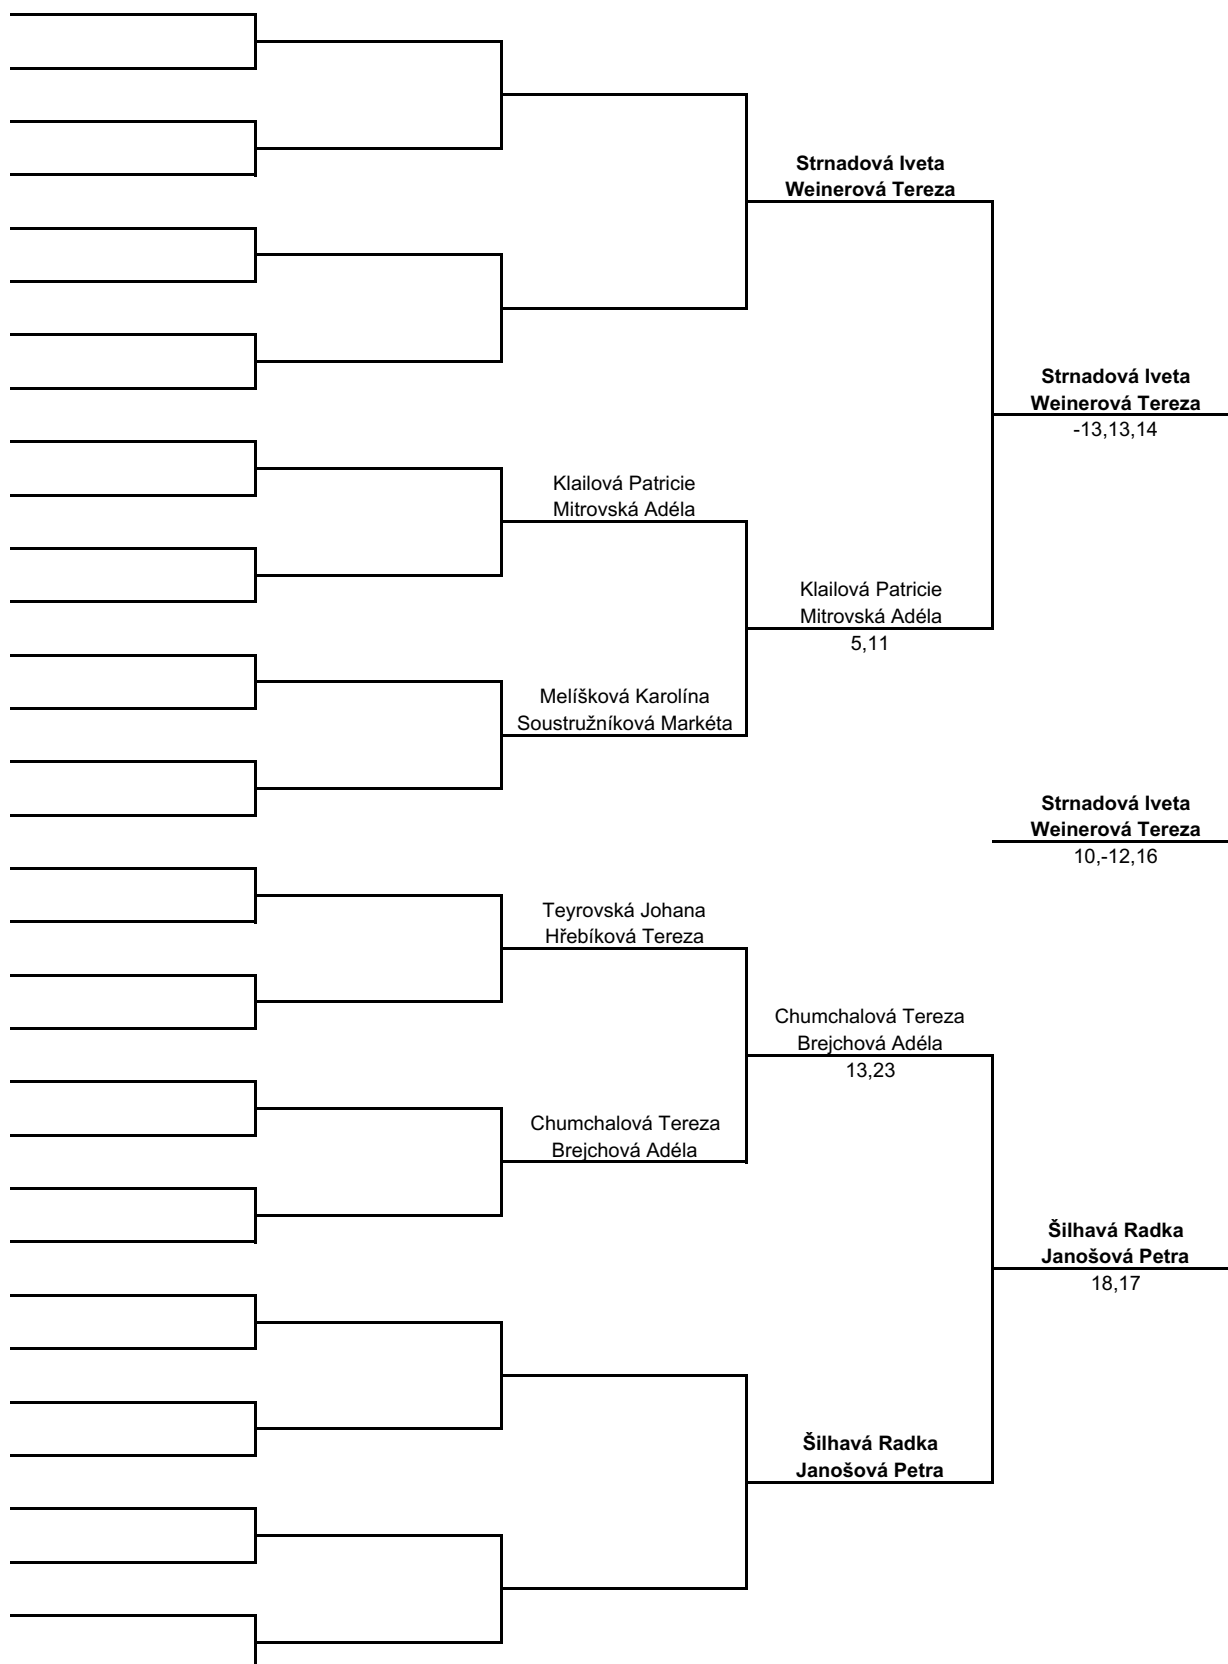 Strnadová Iveta
Weinerová Tereza
Strnadová Iveta
Weinerová Tereza
-13,13,14
Klailová Patricie
Mitrovská Adéla
Klailová Patricie
Mitrovská Adéla
5,11
Melíšková Karolína
Soustružníková Markéta
Strnadová Iveta
Weinerová Tereza
10,-12,16
Teyrovská Johana
Hřebíková Tereza
Chumchalová Tereza
Brejchová Adéla
13,23
Chumchalová Tereza
Brejchová Adéla
Šilhavá Radka
Janošová Petra
18,17
Šilhavá Radka
Janošová Petra